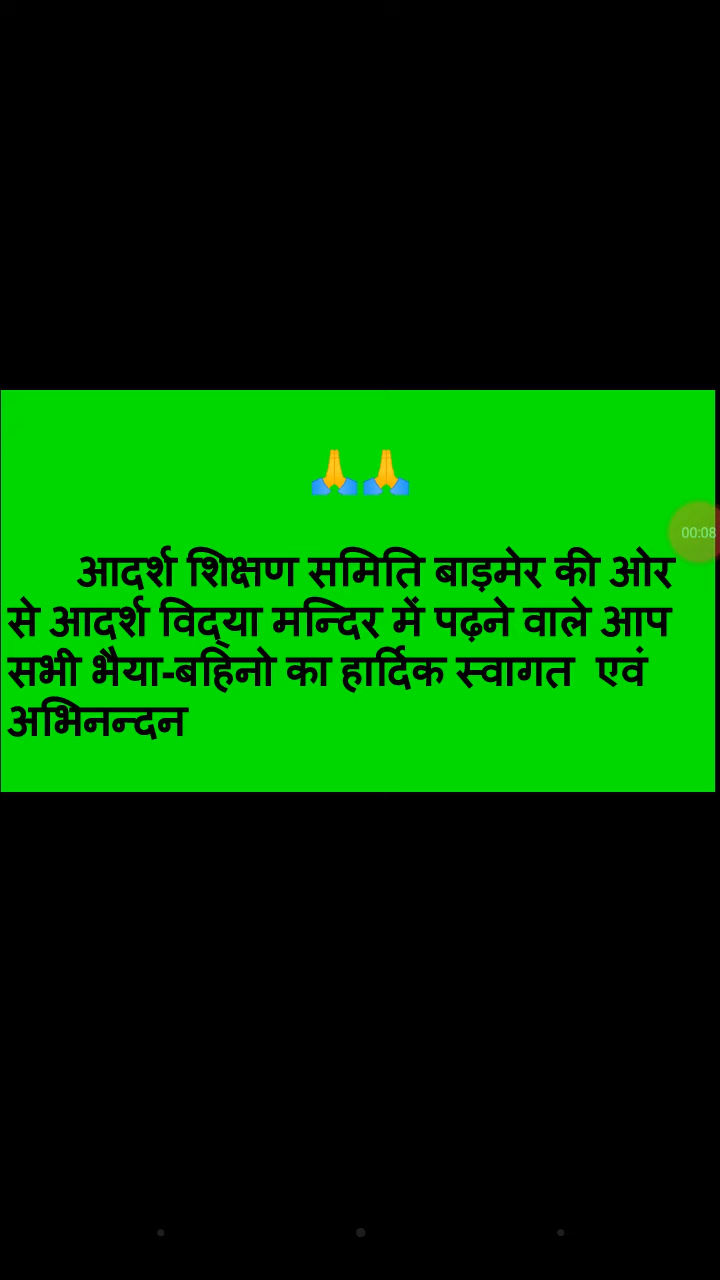 🙏🙏
00:08
आदर्श शिक्षण समिति बाड़मेर की ओर
से आदर्श विद्‌या मन्दिर में पढ़ने वाले आप
सभी भैया-बहिनो का हार्दिक स्वागत  एवं
अभिनन्दन